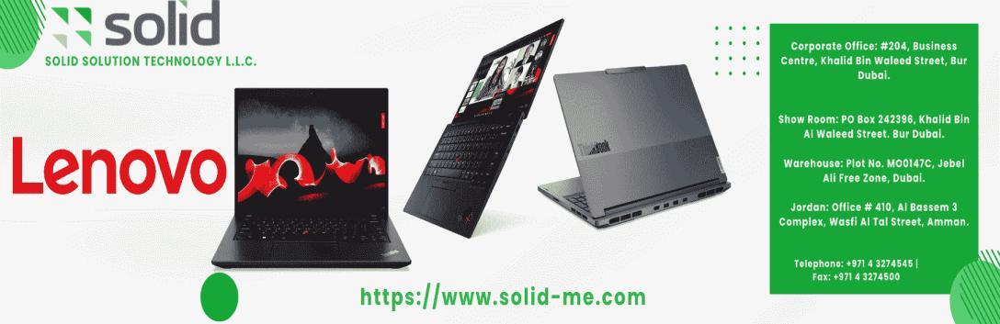 solid
SOLID SOLUTION TECHNOLOGY L.L.C.
Lenovo
ThinkBook
https://www.solid-me.com
Corporate Office: #204, Business
Centre, Khalid Bin Waleed Street, Bur
Dubai.
Show Room: PO Box 242396, Khalid Bin
Al Waleed Street. Bur Dubai.
Warehouse: Plot No. MO0147C, Jebel
Ali Free Zone, Dubai.
Jordan: Office # 410, Al Bassem 3
Complex, Wasfi Al Tal Street, Amman.
Telephone: +971 4 3274545 |
Fax: +971 4 3274500